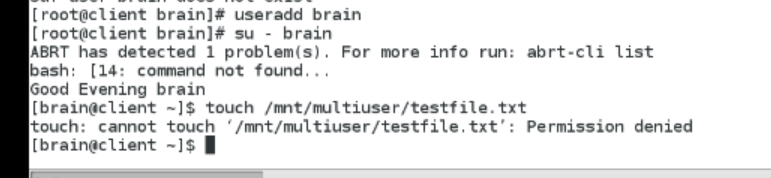 [root@client brain]# useradd brain
[root@client brain]# su - brain
ABRT has detected 1 problem(s). For more info run: abrt-cli list
bash: [14: command not found...
Good Evening brain
[brain@client ~]$ touch /mnt/multiuser/testfile.txt
touch: cannot touch ‘/mnt/multiuser/testfile.txt’: Permission denied
[brain@client ~]$